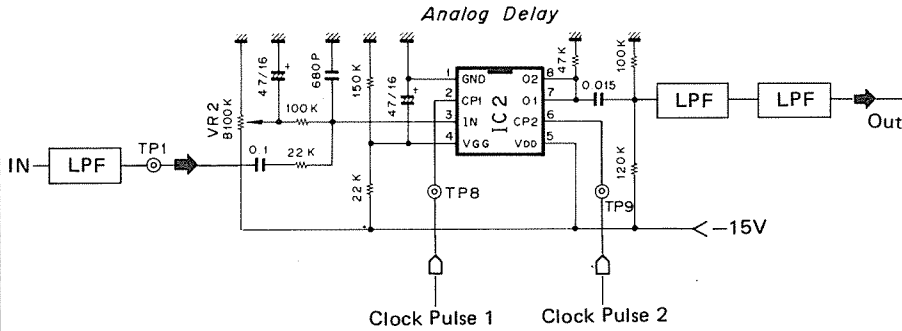 Analog Delay
47/16
+
680P
150K
47/16
+
47K
100K
0.015
VR2
B100K
100K
1
GND
O2
8
2
CP1
O1
7
3
IN
CP2
6
4
VGG
VDD
5
IC2
LPF
LPF
Out
IN
LPF
TP1
0.1
22K
22K
TP8
TP9
120K
-15V
Clock Pulse 1
Clock Pulse 2